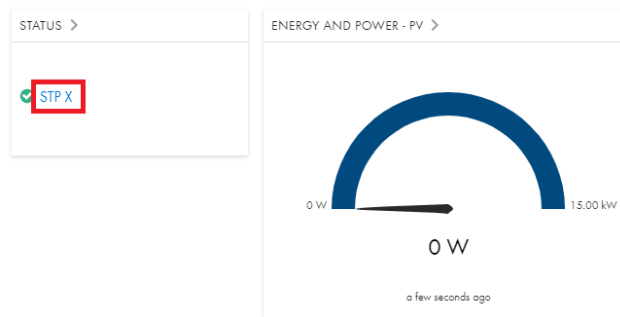 STATUS >
STP X
ENERGY AND POWER - PV >
0 W
15.00 kW
0 W
a few seconds ago